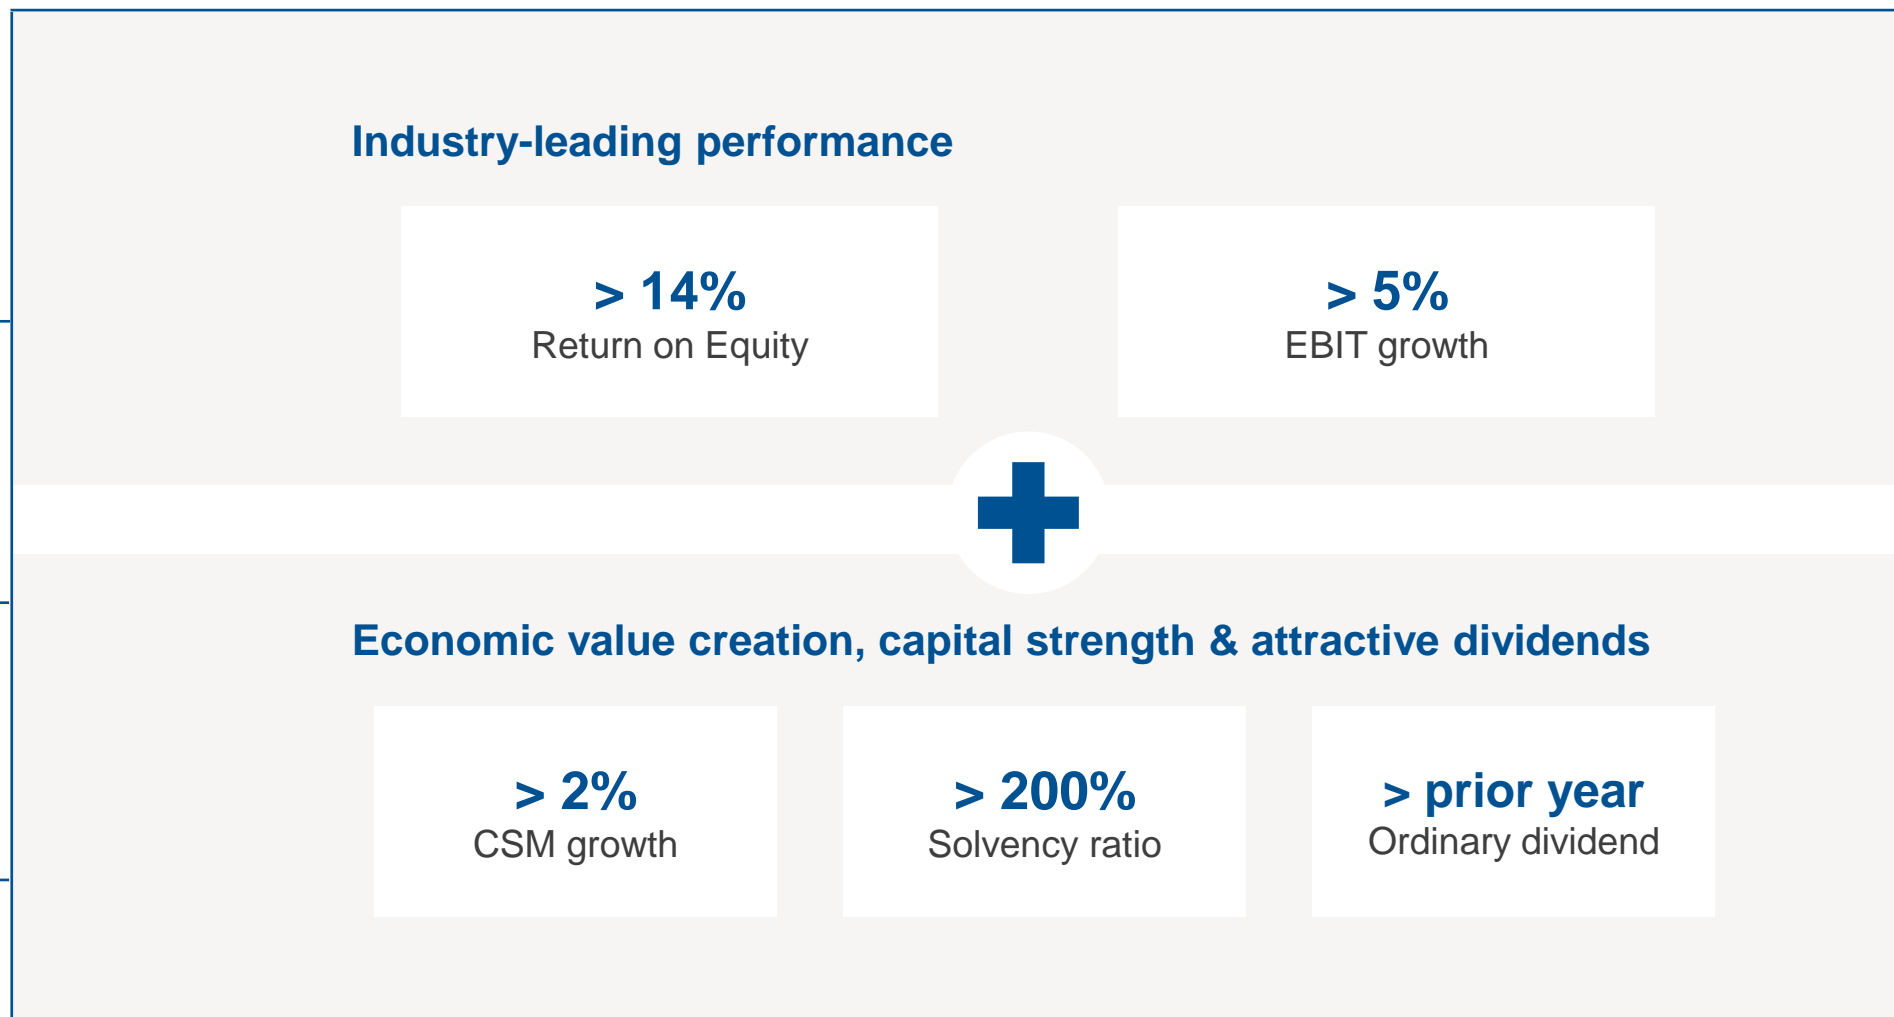 Industry-leading performance
> 14%
Return on Equity
> 5%
EBIT growth
Economic value creation, capital strength & attractive dividends
> 2%
CSM growth
> 200%
Solvency ratio
> prior year
Ordinary dividend